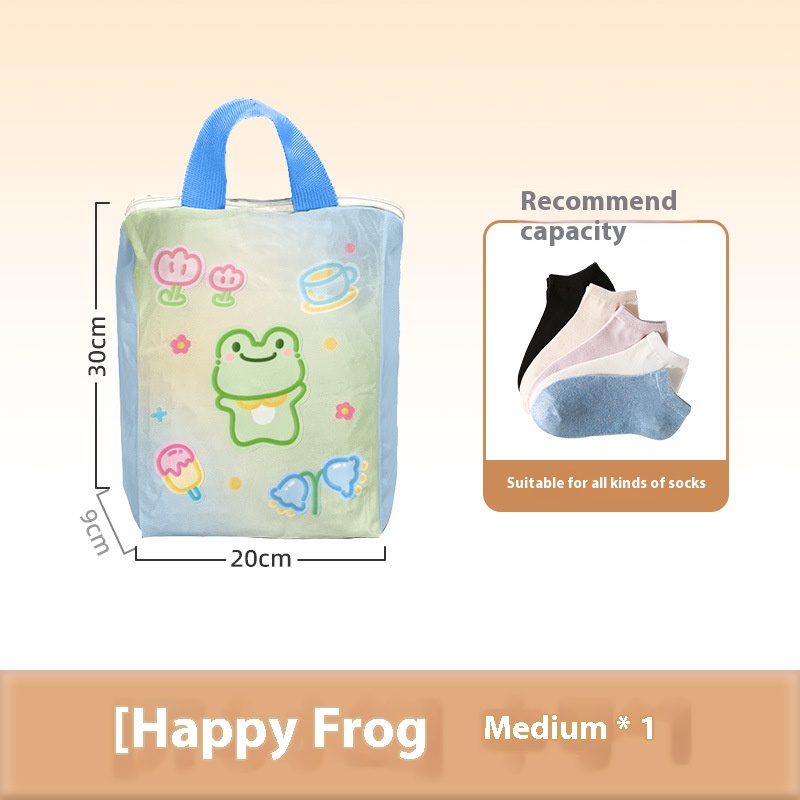 Recommend
capacity
30cm
9cm
20cm
Suitable for all kinds of socks
[Happy Frog
Medium * 1